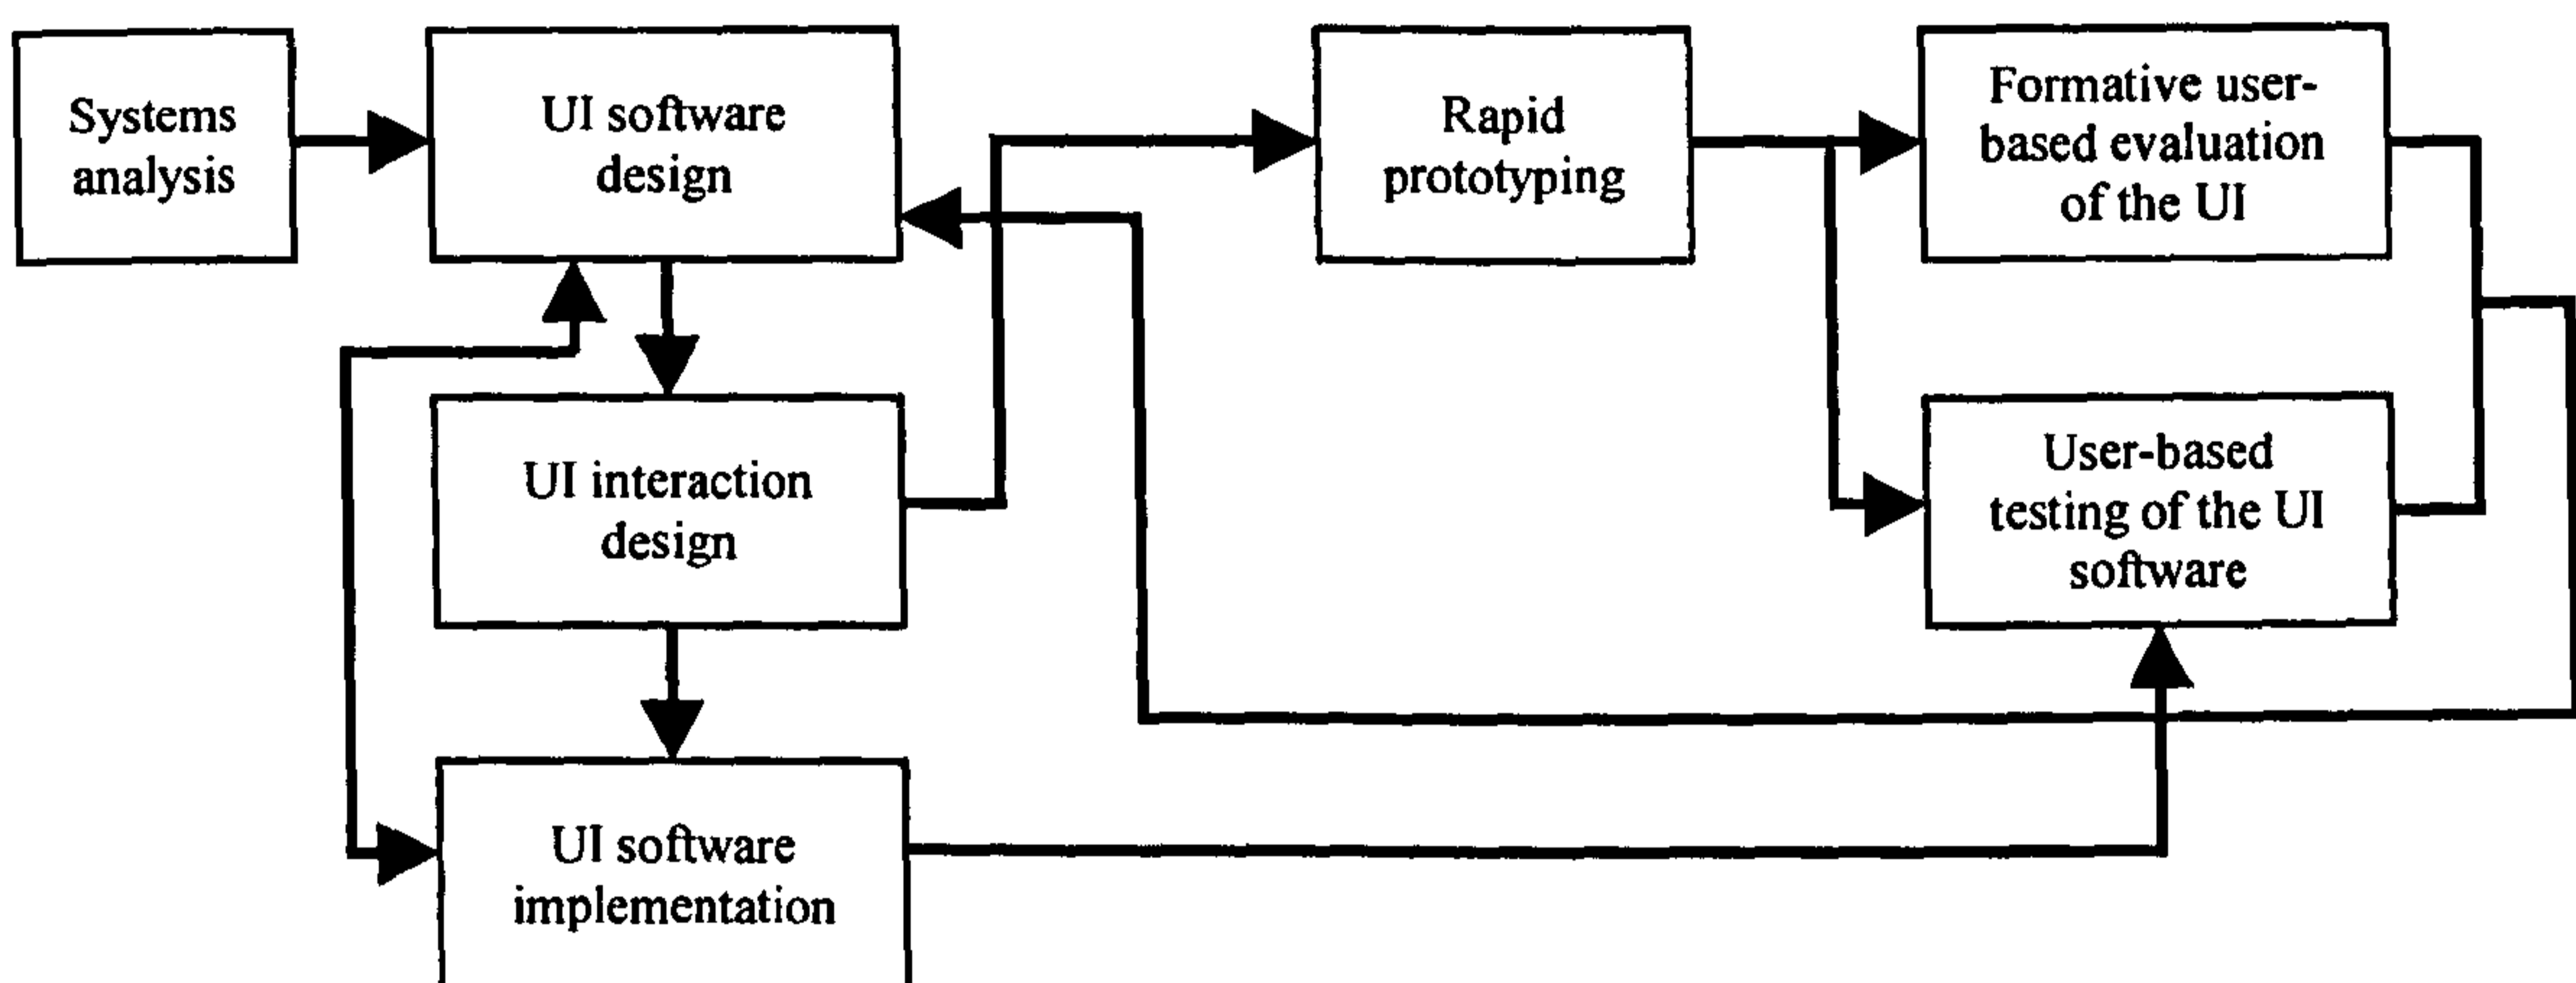 Systems
analysis
UI software
design
Rapid
prototyping
Formative user-
based evaluation
of the UI
UI interaction
design
User-based
testing of the UI
software
UI software
implementation